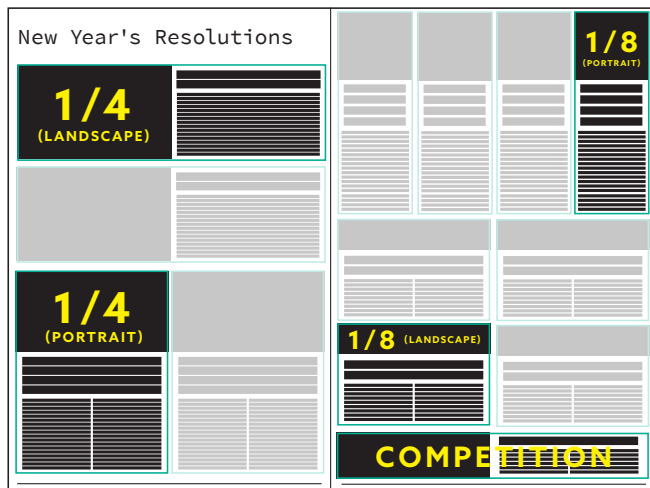 New Year's Resolutions
1/4
(LANDSCAPE)
1/4
(PORTRAIT)
1/8
(PORTRAIT)
1/8 (LANDSCAPE)
COMPETITION